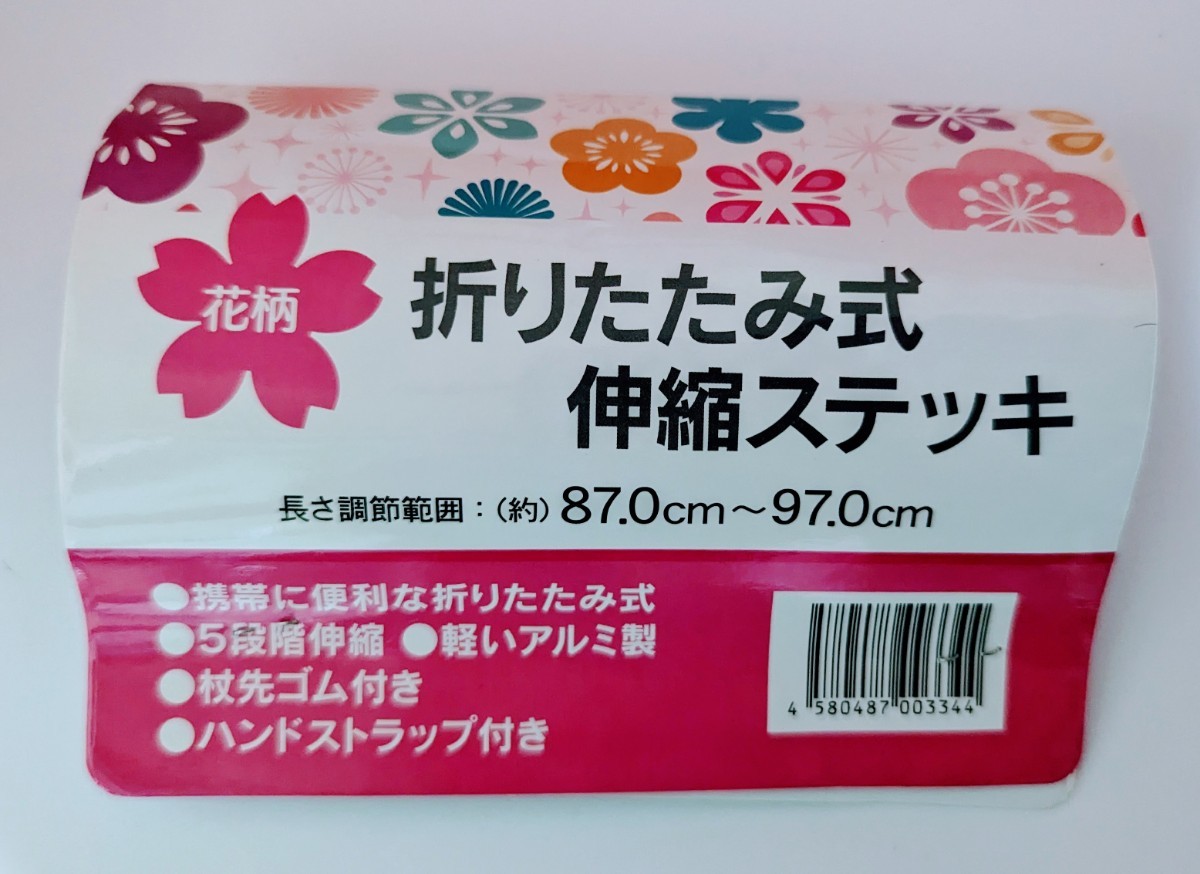 花柄
折りたたみ式
伸縮ステッキ
長さ調節範囲：(約) 87.0cm～97.0cm
●携帯に便利な折りたたみ式
●5段階伸縮 ●軽いアルミ製
●杖先ゴム付き
●ハンドストラップ付き
4 580487 003344